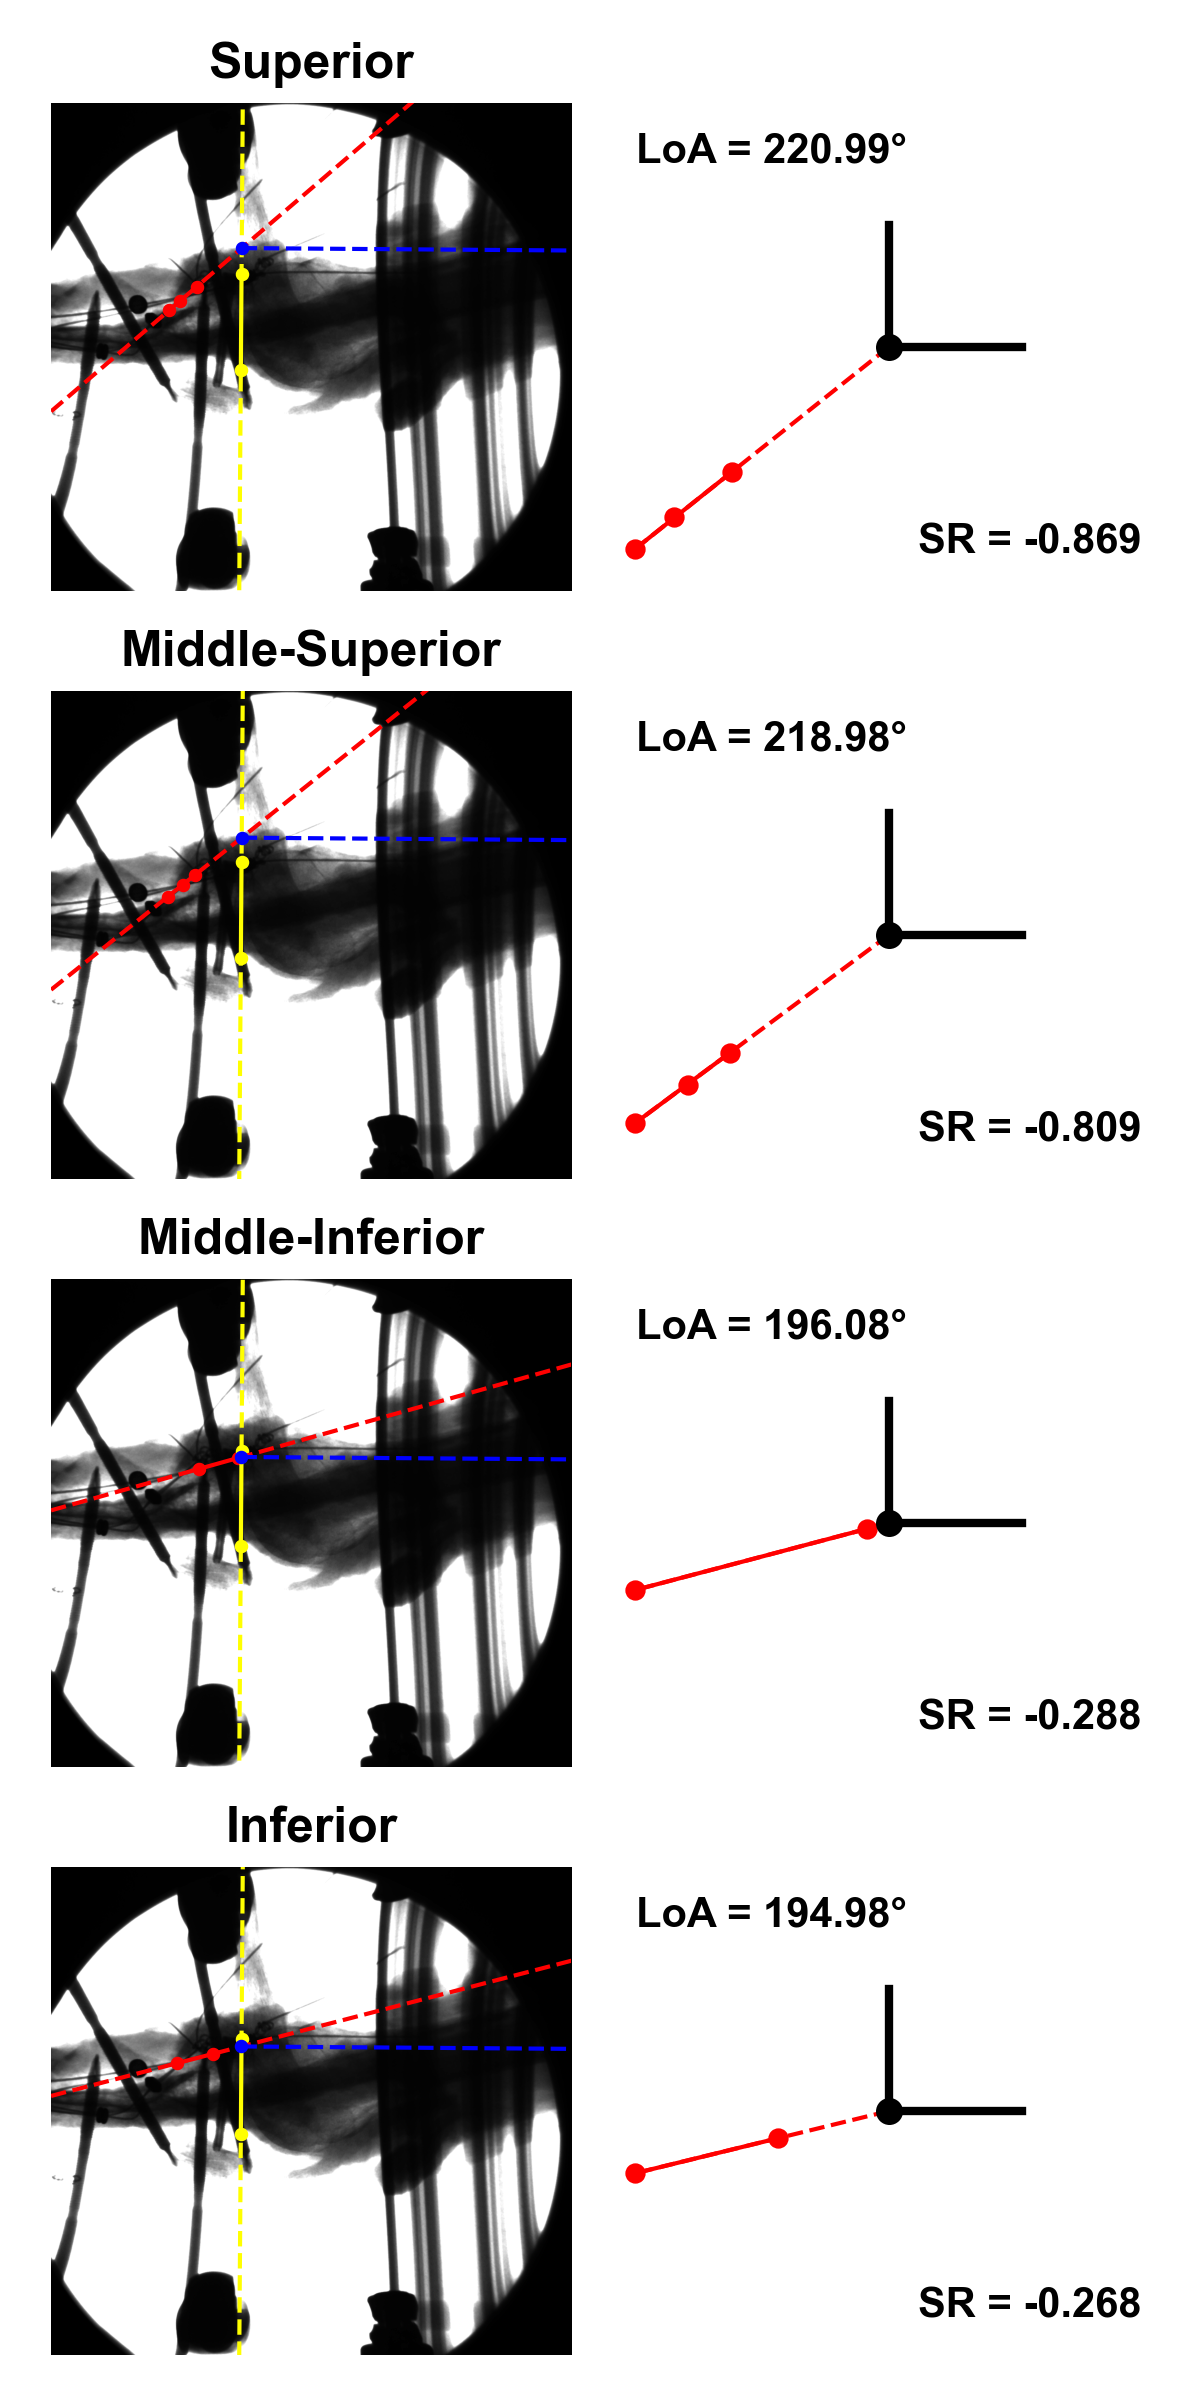 Superior
LoA = 220.99°
SR = -0.869
Middle-Superior
LoA = 218.98°
SR = -0.809
Middle-Inferior
LoA = 196.08°
SR = -0.288
Inferior
LoA = 194.98°
SR = -0.268